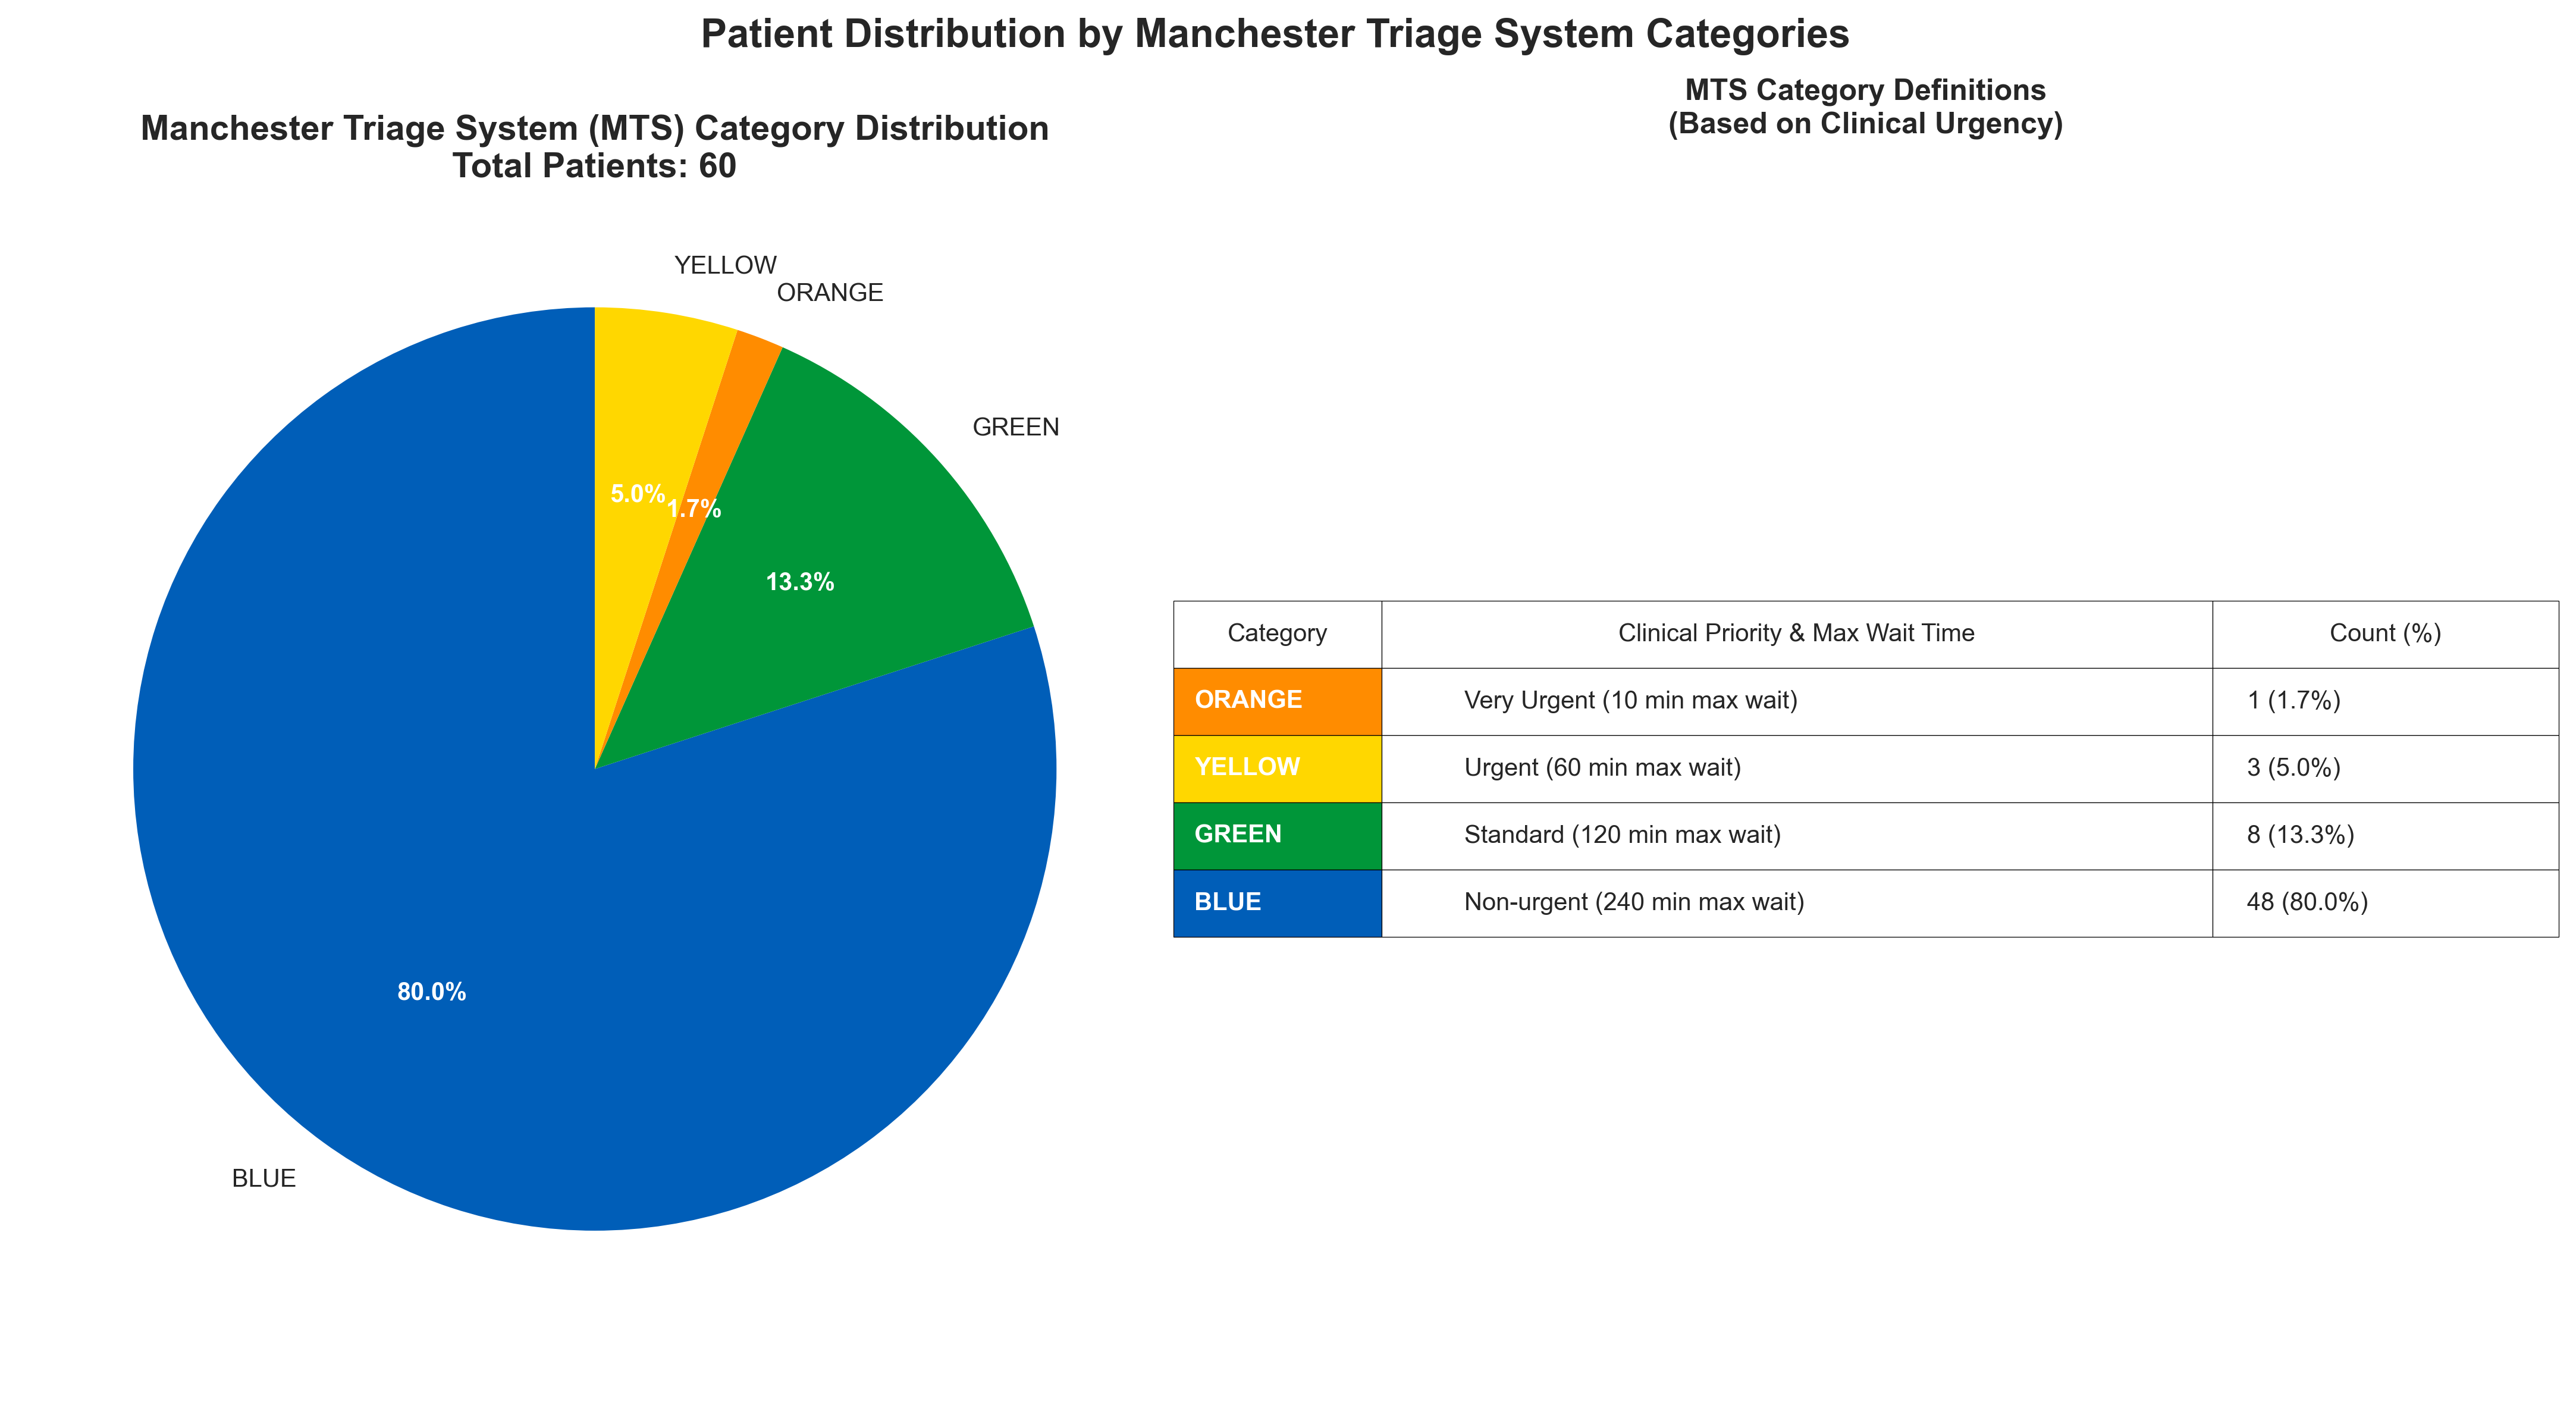 Patient Distribution by Manchester Triage System Categories
Manchester Triage System (MTS) Category Distribution
Total Patients: 60
YELLOW
ORANGE
GREEN
5.0%
1.7%
13.3%
80.0%
BLUE
MTS Category Definitions
(Based on Clinical Urgency)
Category Clinical Priority & Max Wait Time Count (%)
ORANGE Very Urgent (10 min max wait) 1 (1.7%)
YELLOW Urgent (60 min max wait) 3 (5.0%)
GREEN Standard (120 min max wait) 8 (13.3%)
BLUE Non-urgent (240 min max wait) 48 (80.0%)